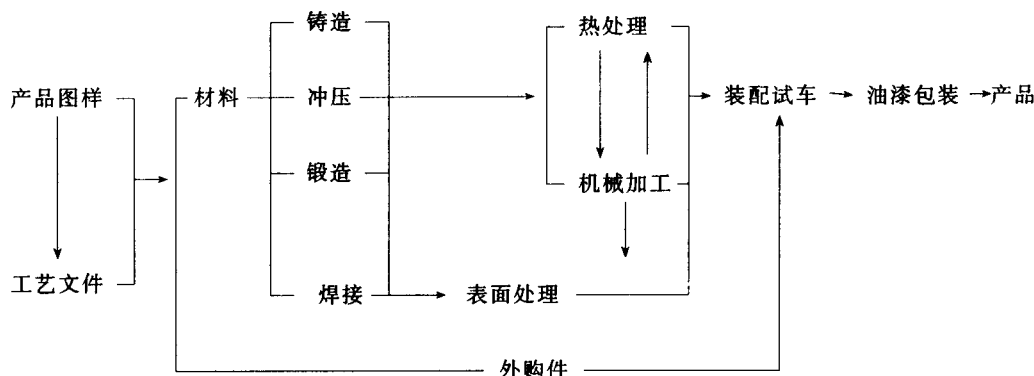 铸造
热处理
产品图样
材料
冲压
装配试车
油漆包装
产品
锻造
机械加工
工艺文件
焊接
表面处理
外购件